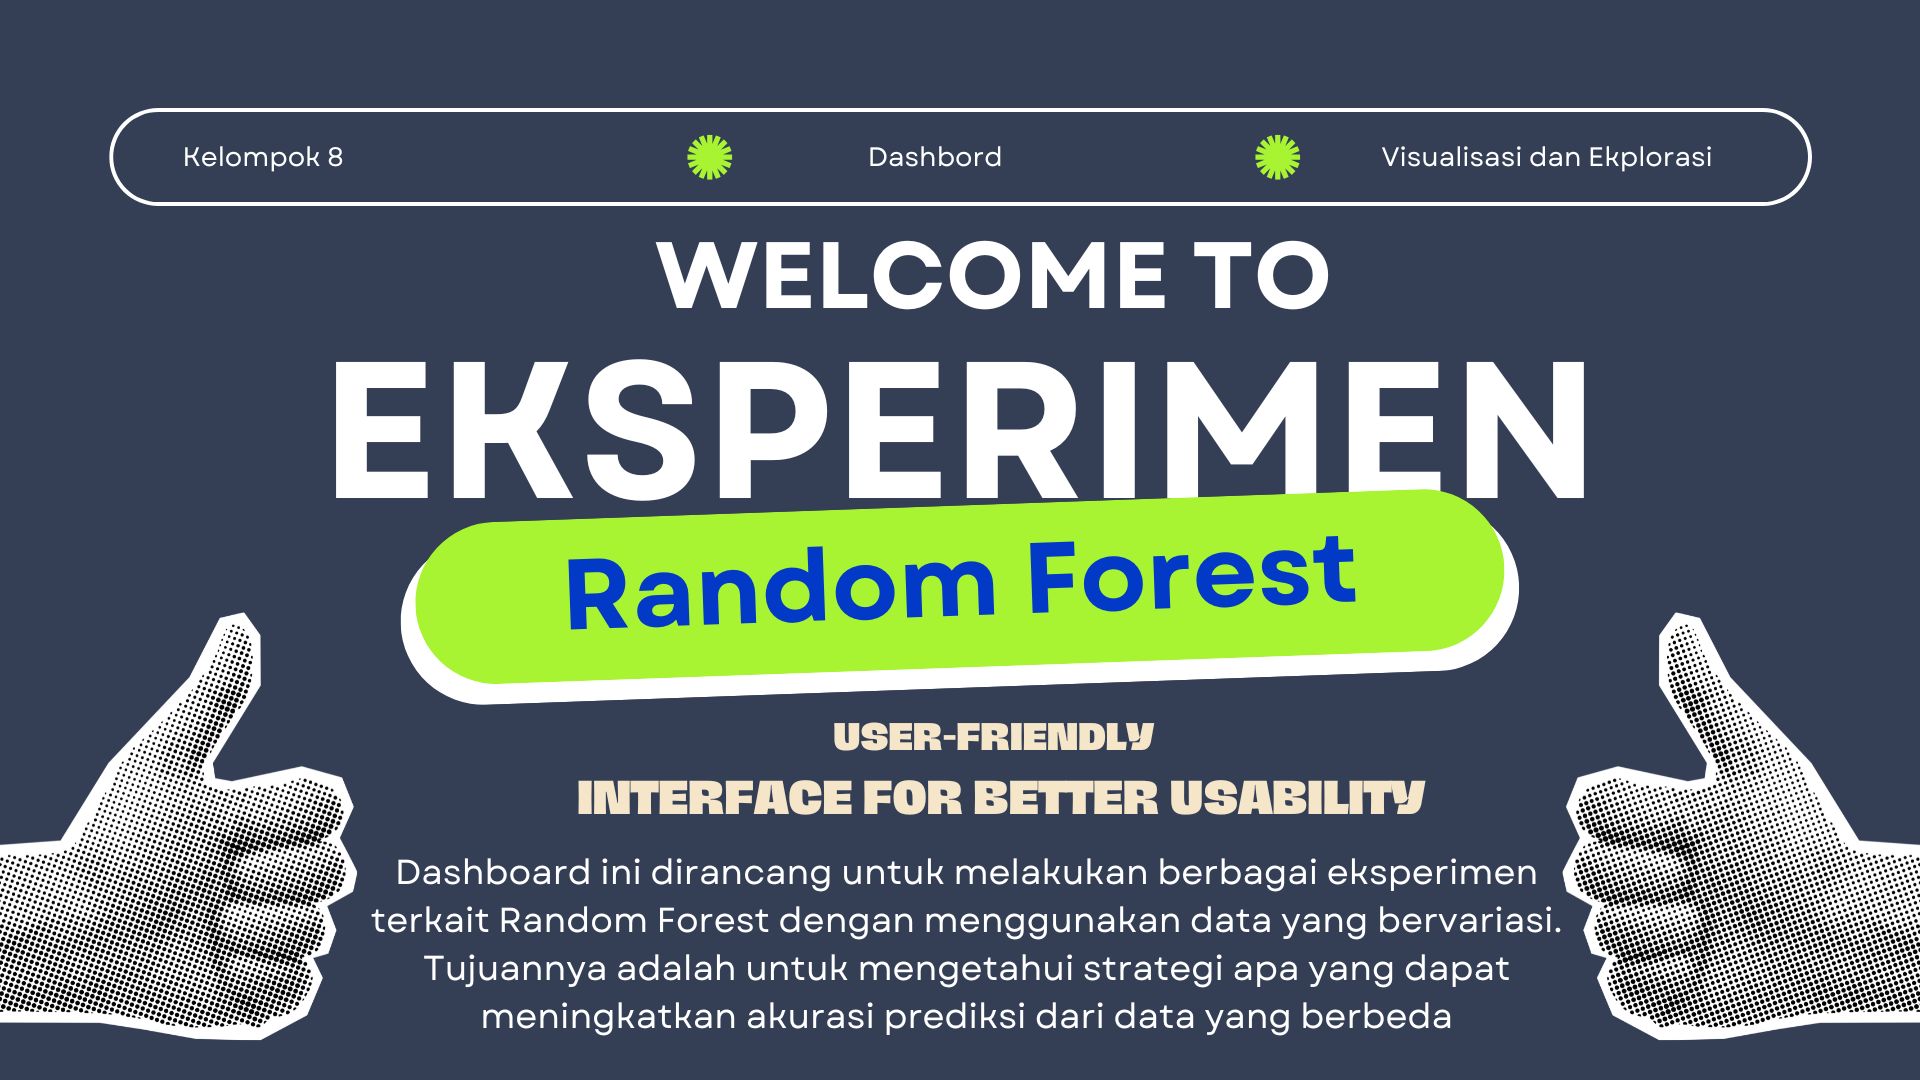 Kelompok 8
Dashbord
Visualisasi dan Ekplorasi
WELCOME TO
EKSPERIMEN
Random Forest
USER-FRIENDLY
INTERFACE FOR BETTER USABILITY
Dashboard ini dirancang untuk melakukan berbagai eksperimen
terkait Random Forest dengan menggunakan data yang bervariasi.
Tujuannya adalah untuk mengetahui strategi apa yang dapat
meningkatkan akurasi prediksi dari data yang berbeda